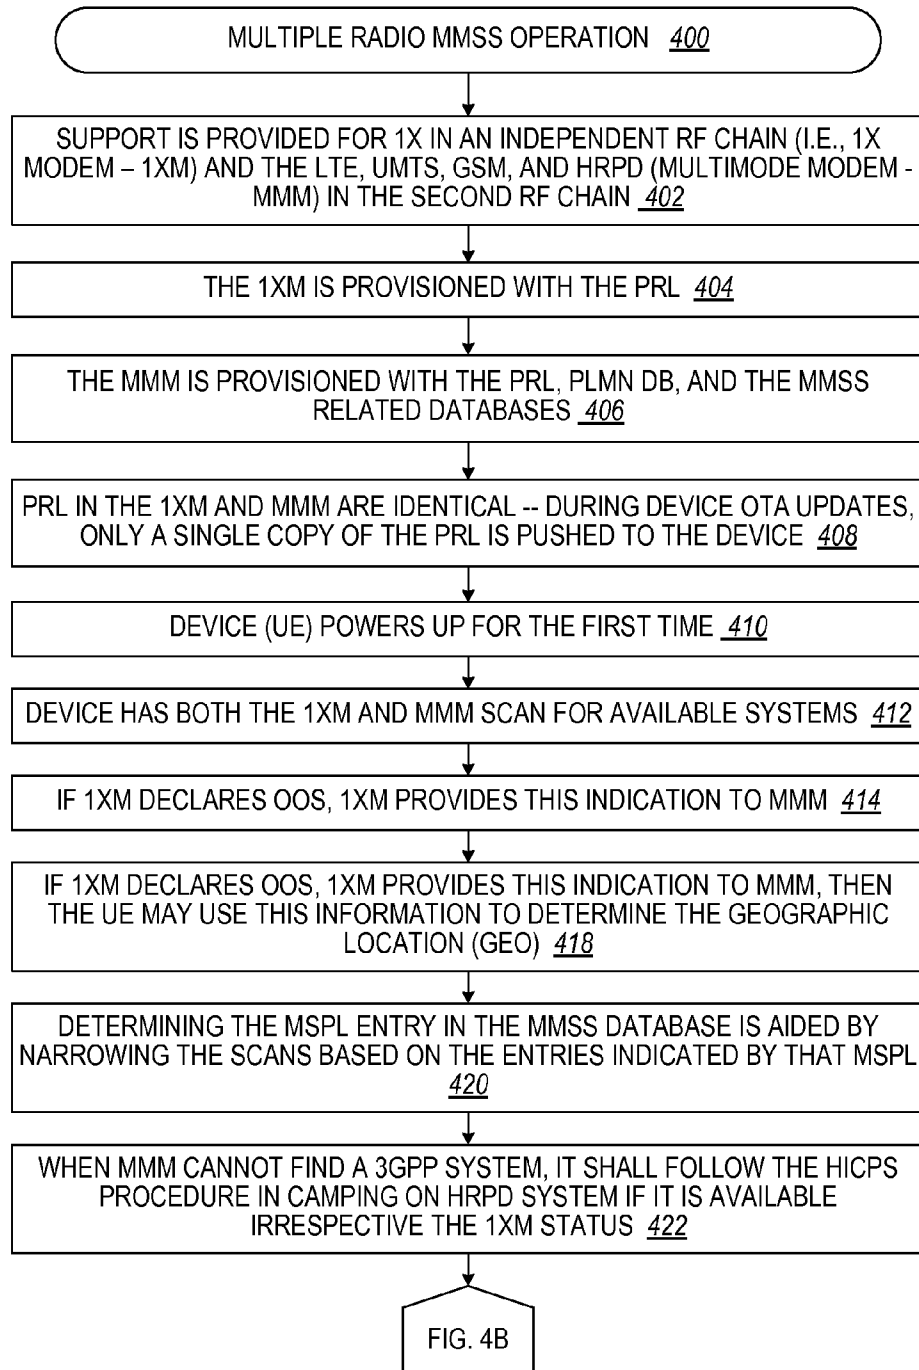 MULTIPLE RADIO MMSS OPERATION 400
SUPPORT IS PROVIDED FOR 1X IN AN INDEPENDENT RF CHAIN (I.E., 1X
MODEM – 1XM) AND THE LTE, UMTS, GSM, AND HRPD (MULTIMODE MODEM -
MMM) IN THE SECOND RF CHAIN 402
THE 1XM IS PROVISIONED WITH THE PRL 404
THE MMM IS PROVISIONED WITH THE PRL, PLMN DB, AND THE MMSS
RELATED DATABASES 406
PRL IN THE 1XM AND MMM ARE IDENTICAL -- DURING DEVICE OTA UPDATES,
ONLY A SINGLE COPY OF THE PRL IS PUSHED TO THE DEVICE 408
DEVICE (UE) POWERS UP FOR THE FIRST TIME 410
DEVICE HAS BOTH THE 1XM AND MMM SCAN FOR AVAILABLE SYSTEMS 412
IF 1XM DECLARES OOS, 1XM PROVIDES THIS INDICATION TO MMM 414
IF 1XM DECLARES OOS, 1XM PROVIDES THIS INDICATION TO MMM, THEN
THE UE MAY USE THIS INFORMATION TO DETERMINE THE GEOGRAPHIC
LOCATION (GEO) 418
DETERMINING THE MSPL ENTRY IN THE MMSS DATABASE IS AIDED BY
NARROWING THE SCANS BASED ON THE ENTRIES INDICATED BY THAT MSPL
420
WHEN MMM CANNOT FIND A 3GPP SYSTEM, IT SHALL FOLLOW THE HICPS
PROCEDURE IN CAMPING ON HRPD SYSTEM IF IT IS AVAILABLE
IRRESPECTIVE THE 1XM STATUS 422
FIG. 4B